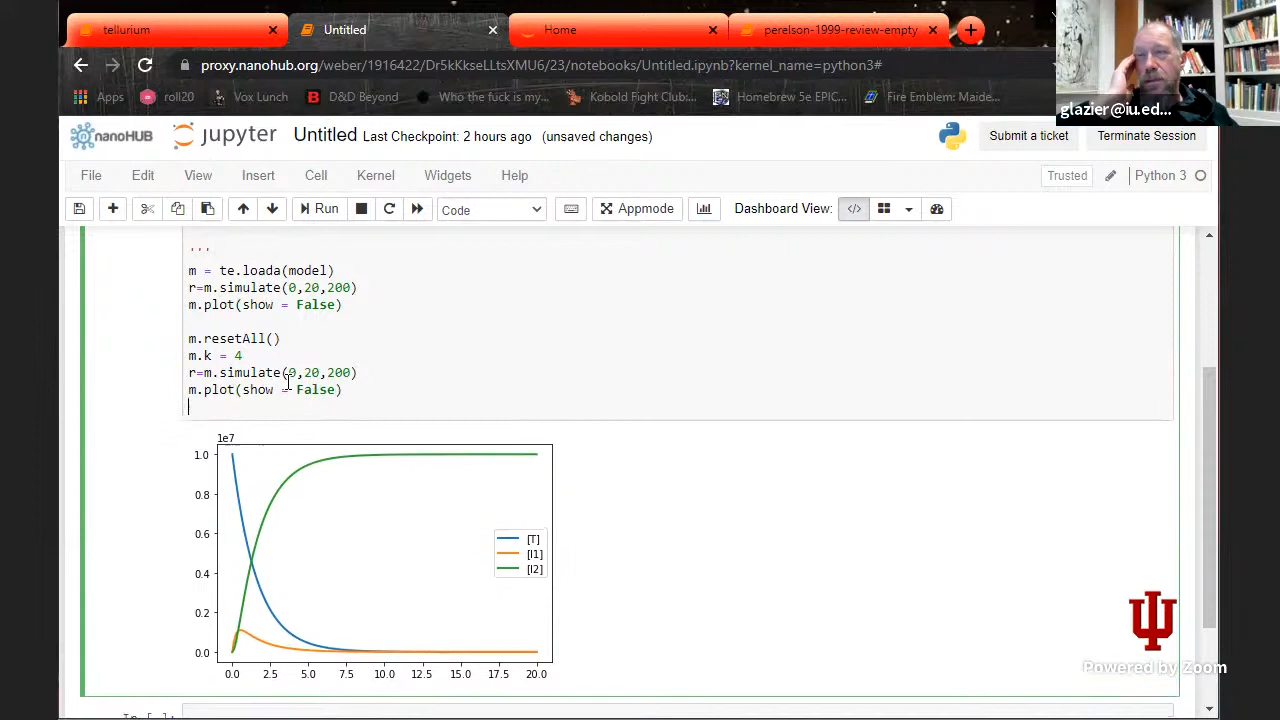 tellurium
Untitled
Home
perelson-1999-review-empty
proxy.nanohub.org/weber/1916422/Dr5kKkseLLtsXMU6/23/notebooks/Untitled.ipynb?kernel_name=python3#
glazier@iu.ed...
Apps
roll20
Vox Lunch
D&D Beyond
Who the fuck is my...
Kobold Fight Club:...
Homebrew 5e EPIC...
Fire Emblem: Maide...
nanoHUB
jupyter
Untitled Last Checkpoint: 2 hours ago (unsaved changes)
Submit a ticket
Terminate Session
File Edit View Insert Cell Kernel Widgets Help
Trusted
Python 3
Run
Code
Appmode
Dashboard View:
'''
m = te.loada(model)
r=m.simulate(0,20,200)
m.plot(show = False)
m.resetAll()
m.k = 4
r=m.simulate(0,20,200)
m.plot(show = False)
1e7
1.0
0.8
0.6
0.4
0.2
0.0
[T]
[I1]
[I2]
0.0 2.5 5.0 7.5 10.0 12.5 15.0 17.5 20.0
Powered by Zoom
In [ ]: